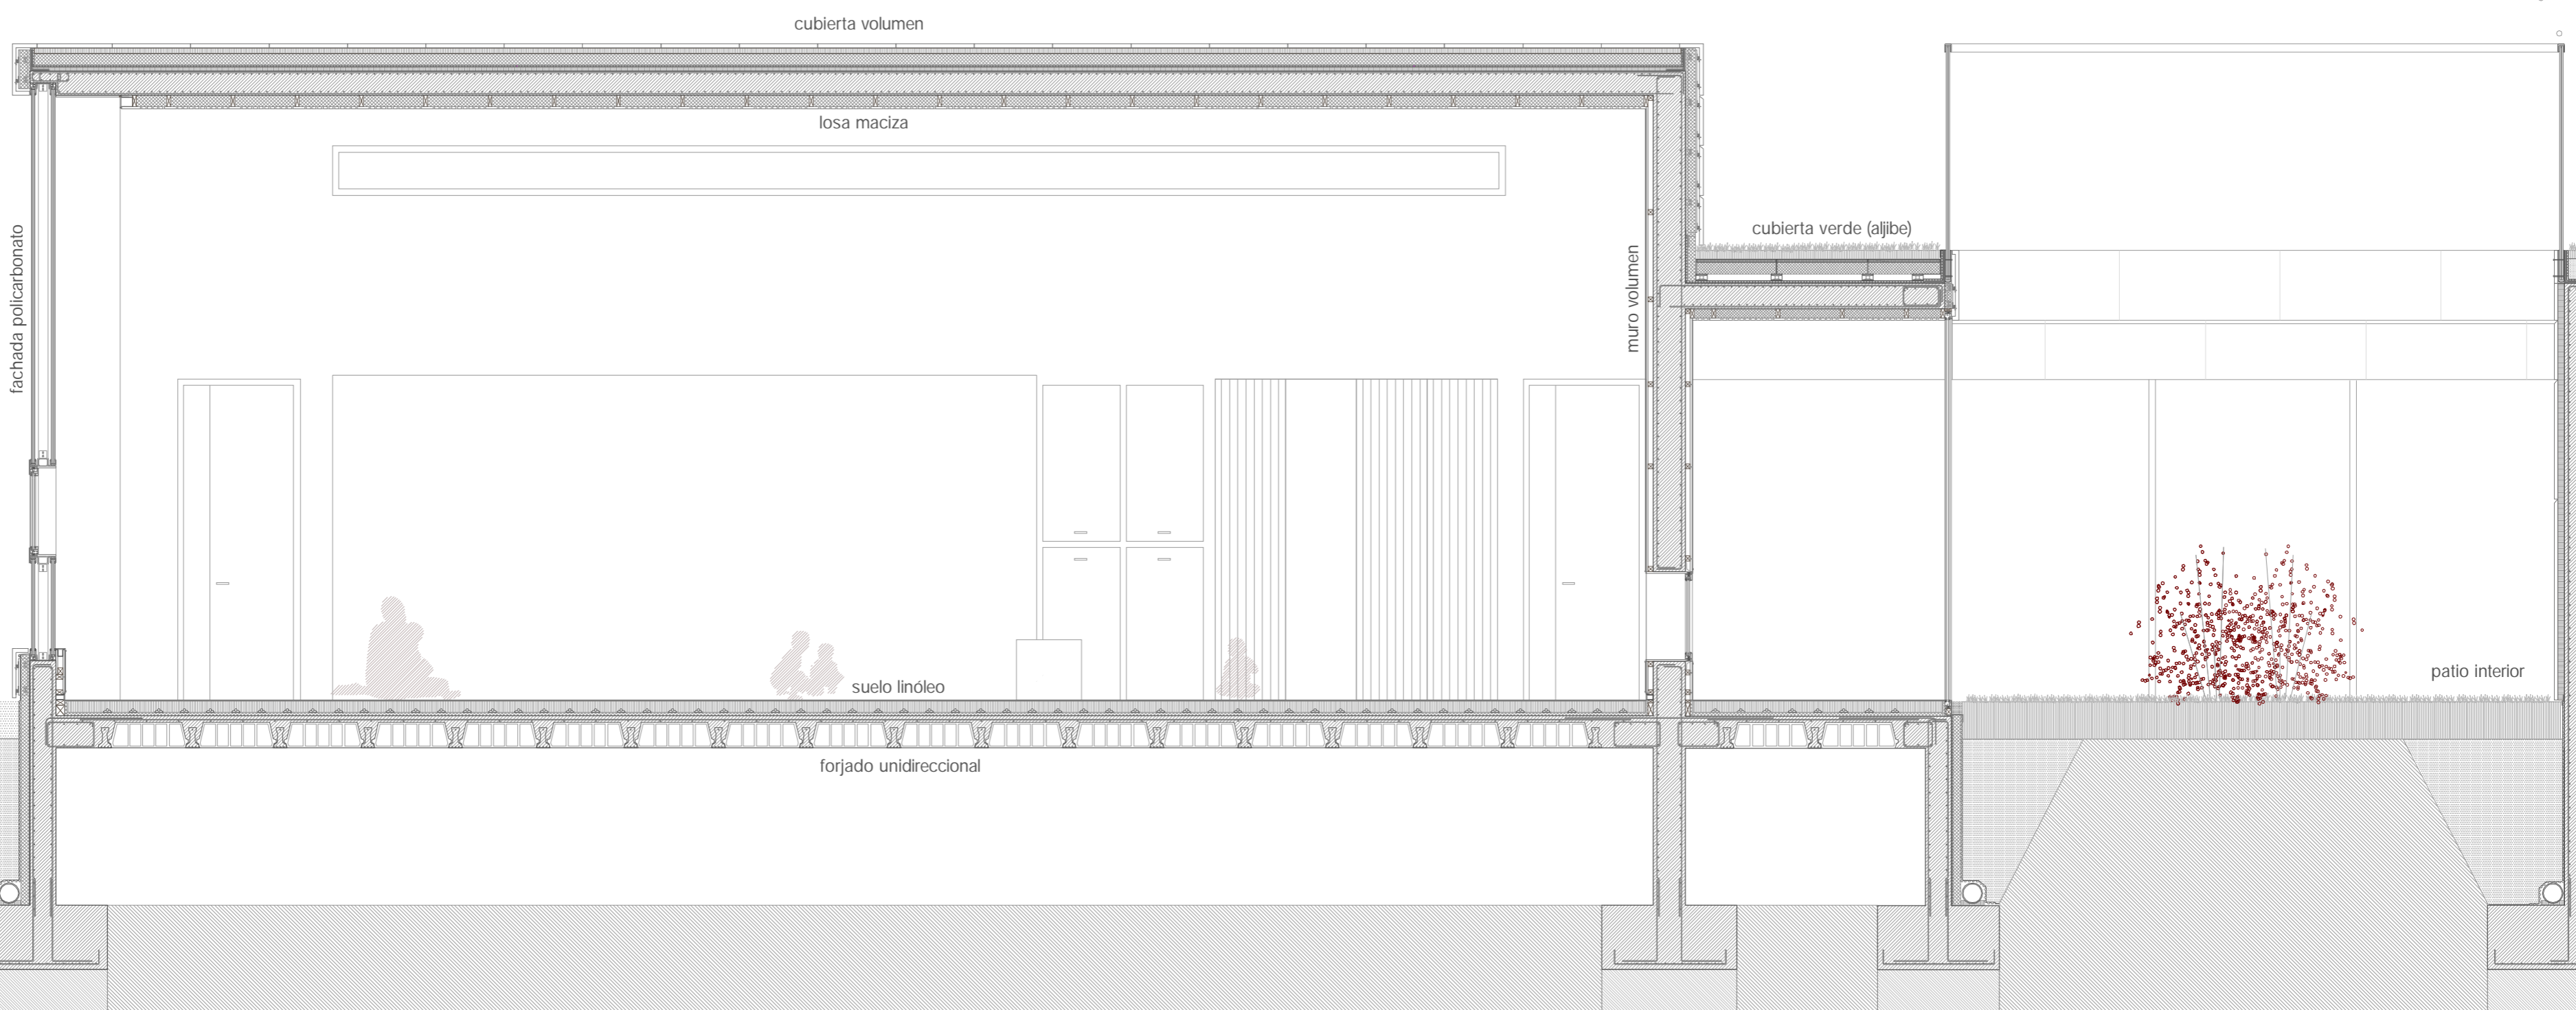 cubierta volumen
losa maciza
fachada policarbonato
muro volumen
cubierta verde (aljibe)
patio interior
suelo linóleo
forjado unidireccional